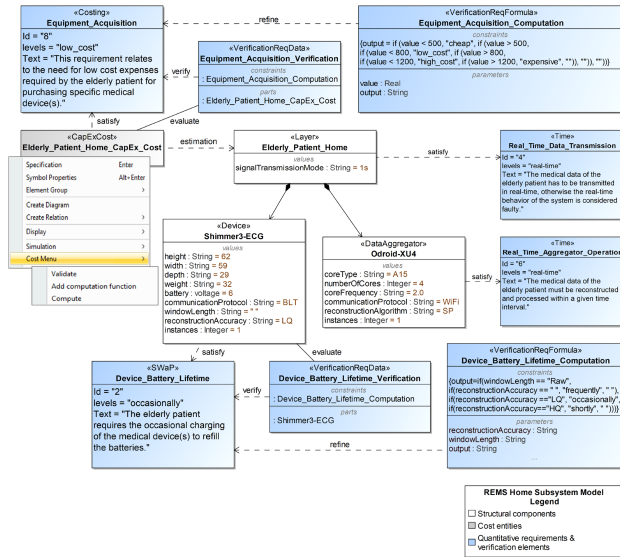 «Costing»
Equipment_Acquisition
Id = "8"
levels = "low_cost"
Text = "This requirement relates
to the need for low cost expenses
required by the elderly patient for
purchasing specific medical
device(s)."
refine
«VerificationReqFormula»
Equipment_Acquisition_Computation
constraints
{output = if (value < 500, "cheap", if (value > 500,
if (value < 800, "low_cost", if (value > 800,
if (value < 1200, "high_cost", if (value > 1200, "expensive", "")), "")), ""))}
parameters
value : Real
output : String
«VerificationReqData»
Equipment_Acquisition_Verification
constraints
: Equipment_Acquisition_Computation
parts
: Elderly_Patient_Home_CapEx_Cost
verify
satisfy
evaluate
«CapExCost»
Elderly_Patient_Home_CapEx_Cost
estimation
Specification Enter
Symbol Properties Alt+Enter
Element Group
Create Diagram
Create Relation
Display
Simulation
Cost Menu
Validate
Add computation function
Compute
«Layer»
Elderly_Patient_Home
values
signalTransmissionMode : String = 1s
satisfy
«Time»
Real_Time_Data_Transmission
Id = "4"
levels = "real-time"
Text = "The medical data of the
elderly patient has to be transmitted
in real-time, otherwise the real-time
behavior of the system is considered
faulty."
«Device»
Shimmer3-ECG
values
height : String = 62
width : String = 59
depth : String = 29
weight : String = 32
battery : voltage = 6
communicationProtocol : String = BLT
windowLength : String = " "
reconstructionAccuracy : String = LQ
instances : Integer = 1
«DataAggregator»
Odroid-XU4
values
coreType : String = A15
numberOfCores : Integer = 4
coreFrequency : String = 2.0
communicationProtocol : String = WiFi
reconstructionAlgorithm : String = SP
instances : Integer = 1
satisfy
«Time»
Real_Time_Aggregator_Operation
Id = "6"
levels = "real-time"
Text = "The medical data of the
elderly patient must be reconstructed
and processed within a given time
interval."
satisfy
evaluate
«SWaP»
Device_Battery_Lifetime
Id = "2"
levels = "occasionally"
Text = "The elderly patient
requires the occasional charging
of the medical device(s) to refill
the batteries."
verify
«VerificationReqData»
Device_Battery_Lifetime_Verification
constraints
: Device_Battery_Lifetime_Computation
parts
: Shimmer3-ECG
refine
«VerificationReqFormula»
Device_Battery_Lifetime_Computation
constraints
{output=if(windowLength == "Raw",
if(reconstructionAccuracy == " ", "frequently", " "),
if(reconstructionAccuracy =="LQ", "occasionally",
if(reconstructionAccuracy=="HQ", "shortly", " ")))}
parameters
reconstructionAccuracy : String
windowLength : String
output : String
...
REMS Home Subsystem Model
Legend
Structural components
Cost entities
Quantitative requirements &
verification elements